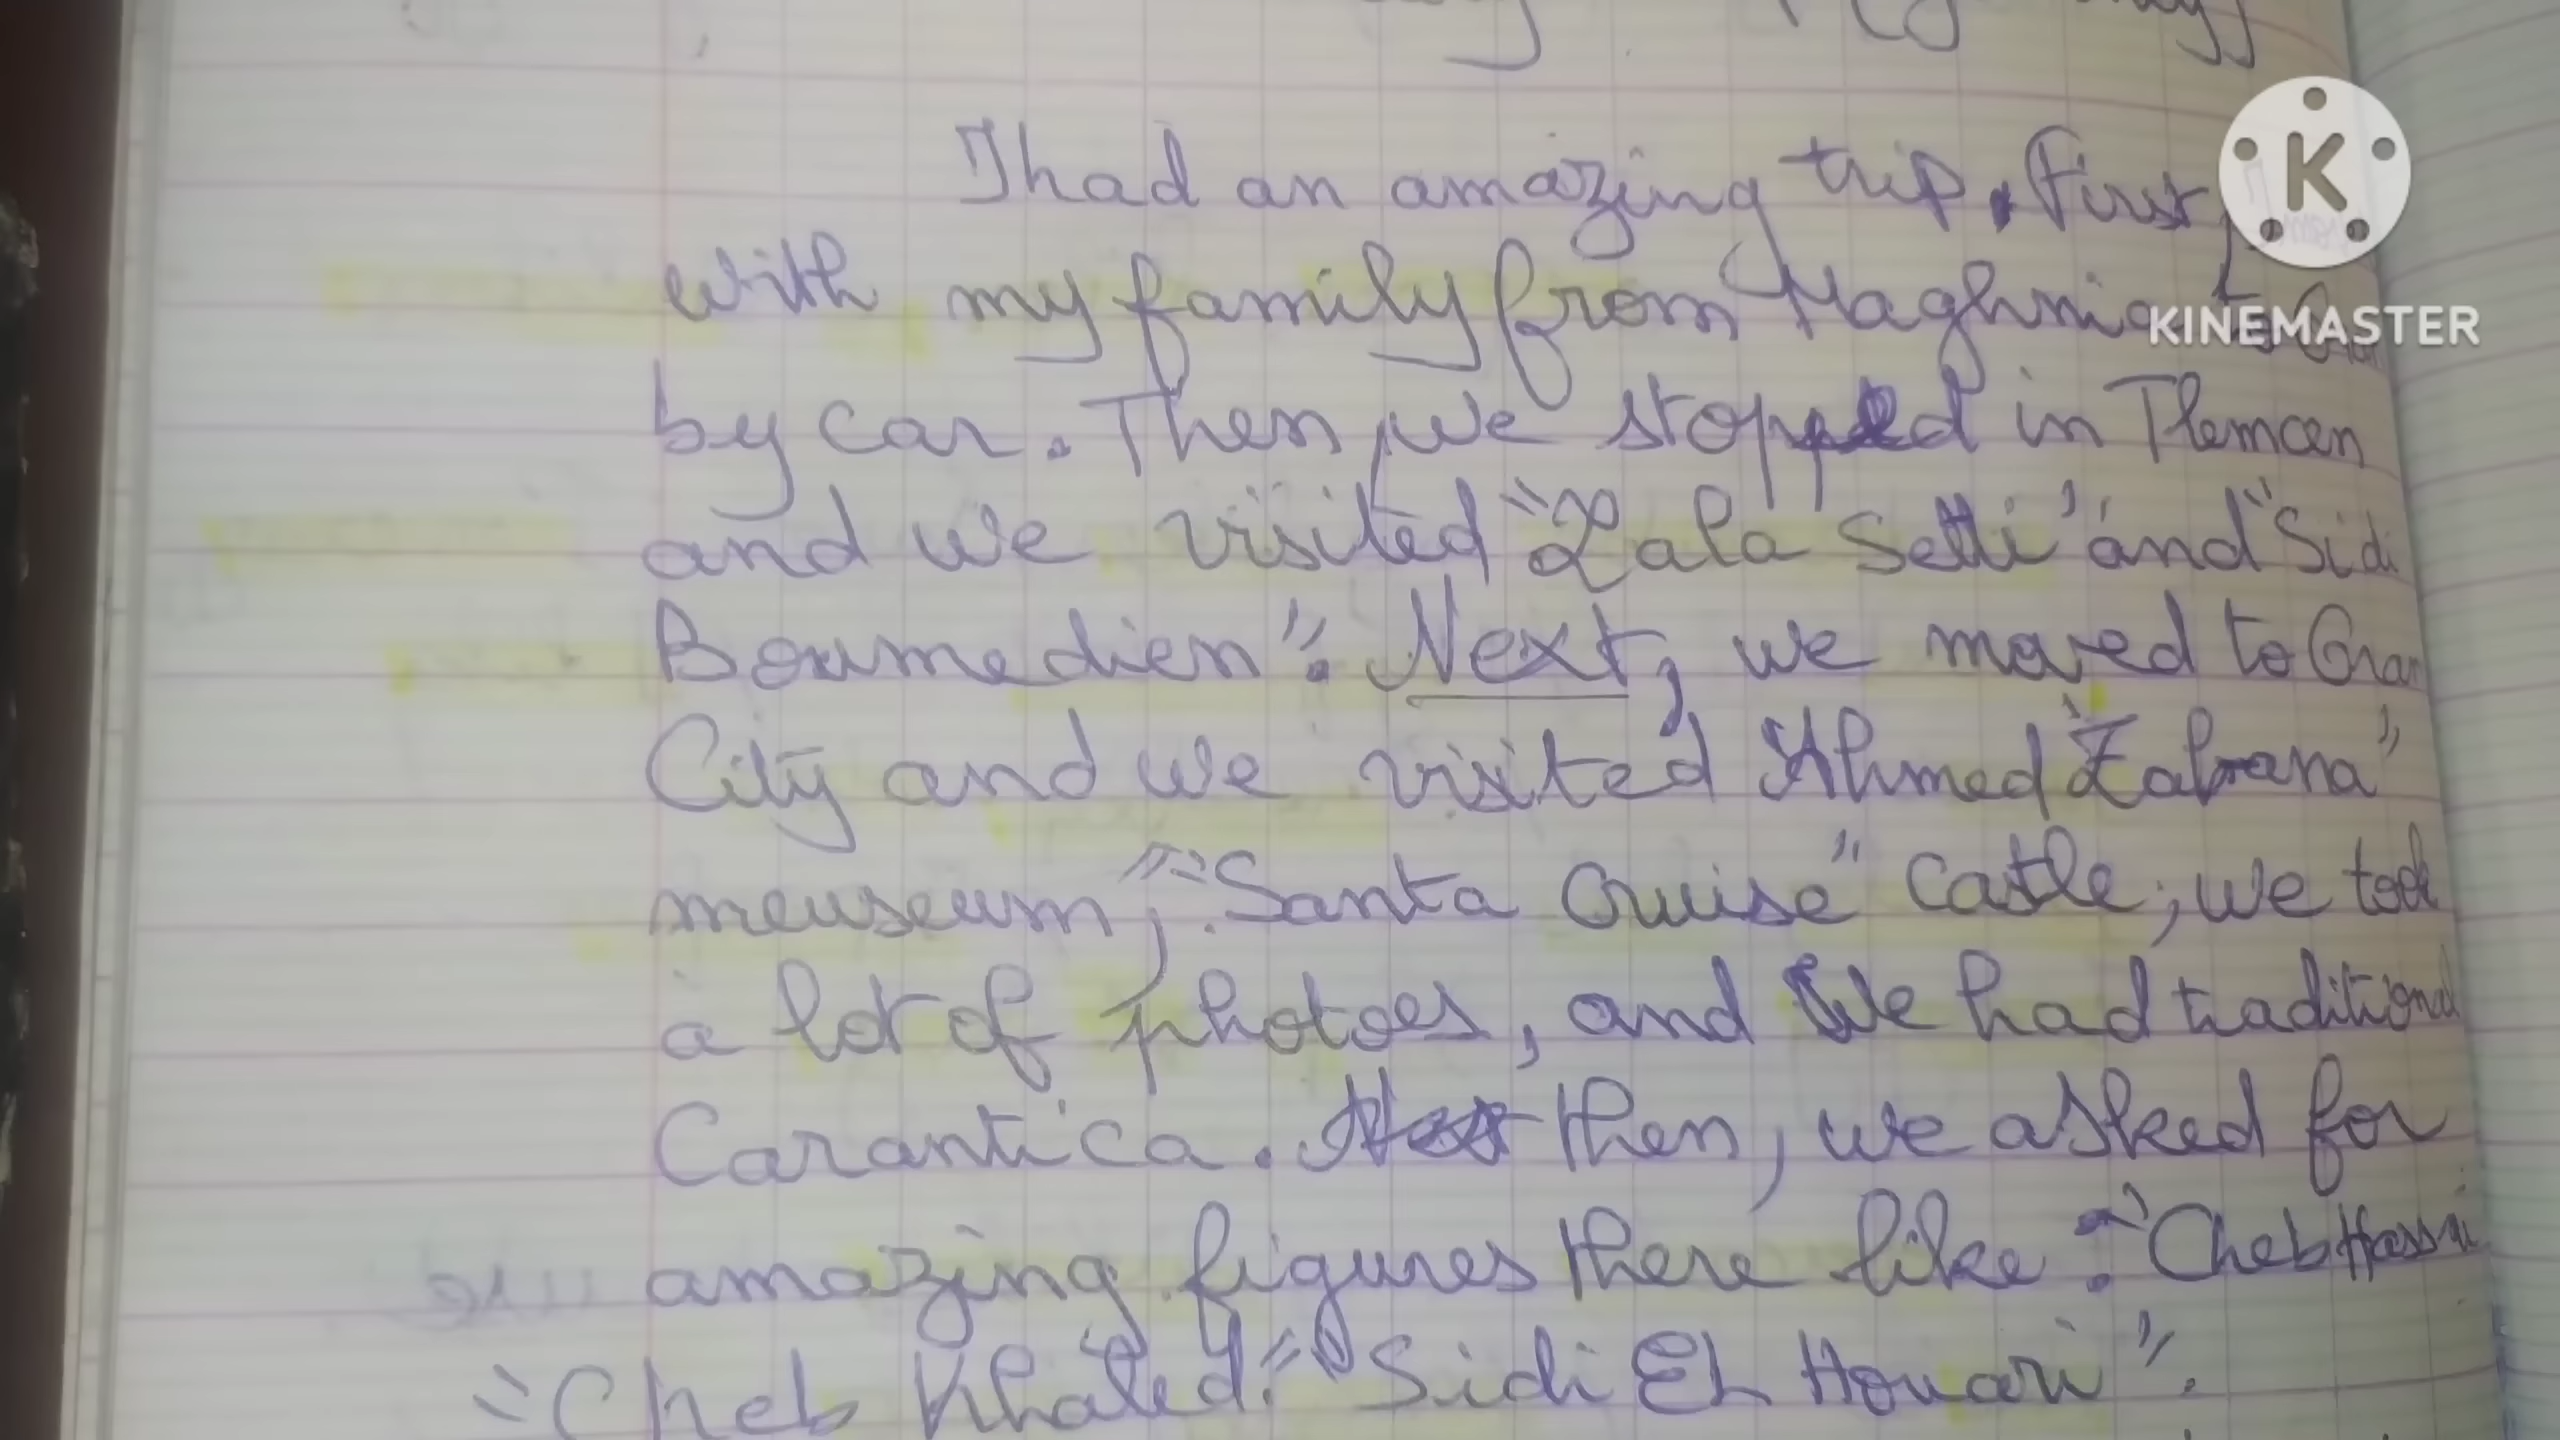 I had an amazing trip. First,
with my family from Maghnia to Oran
by car. Then, we stopped in Tlemcen
and we visited "Lala Setti" and "Sidi
Boumedien". Next, we moved to Oran
City and we visited Ahmed "Zabana"
meuseum, "Santa Cruise" Castle, we took
a lot of photoes, and we had traditional
Carantica. then, we asked for
amazing figures there like: "Cheb Hasni
"Cheb Khaled". "Sidi EL Houari".
K
KINEMASTER